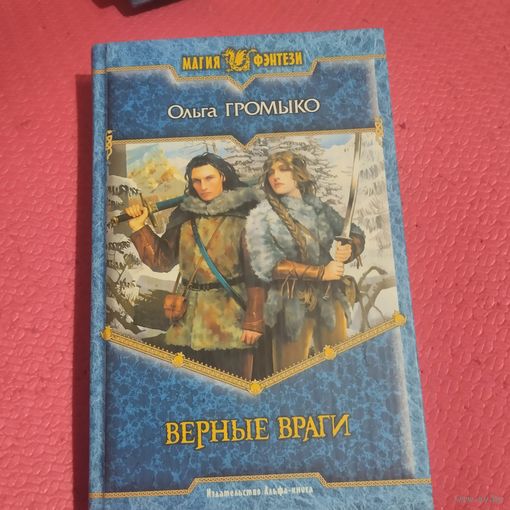 МАГИЯ ФЭНТЕЗИ
Ольга ГРОМЫКО
ВЕРНЫЕ ВРАГИ
Издательство Альфа-книга